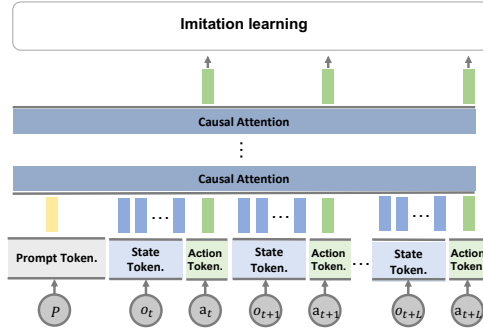 Imitation learning
Causal Attention
⋮
Causal Attention
... ... ...
Prompt Token. State Token. Action Token. State Token. Action Token. ... State Token. Action Token.
P o_t a_t o_{t+1} a_{t+1} o_{t+L} a_{t+L}